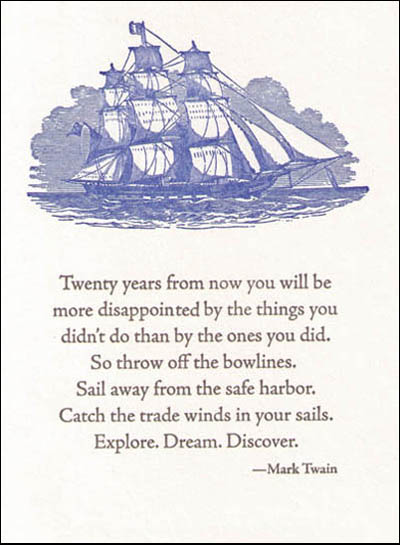 Twenty years from now you will be
more disappointed by the things you
didn't do than by the ones you did.
So throw off the bowlines.
Sail away from the safe harbor.
Catch the trade winds in your sails.
Explore. Dream. Discover.
—Mark Twain